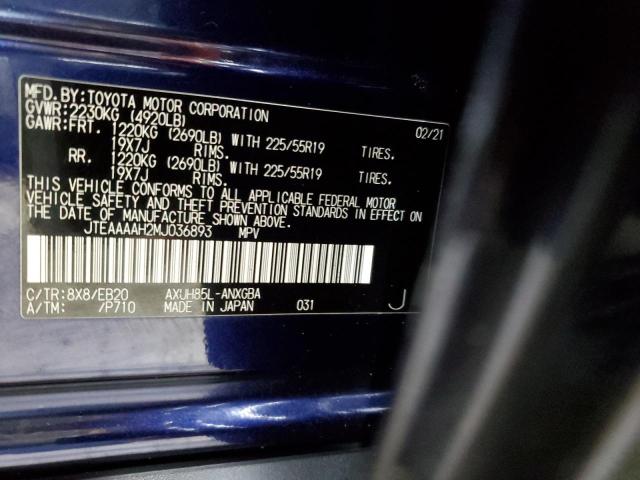 MFD.BY:TOYOTA MOTOR CORPORATION 02/21
GVWR:2230KG (4920LB)
GAWR:FRT. 1220KG (2690LB) WITH 225/55R19 TIRES.
19X7J RIMS.
RR. 1220KG (2690LB) WITH 225/55R19 TIRES.
19X7J RIMS.
THIS VEHICLE CONFORMS TO ALL APPLICABLE FEDERAL MOTOR
VEHICLE SAFETY AND THEFT PREVENTION STANDARDS IN EFFECT ON
THE DATE OF MANUFACTURE SHOWN ABOVE.
JTEAAAAH2MJ036893 MPV
C/TR:8X8/EB20 AXUH85L-ANXGBA
A/TM: /P710 MADE IN JAPAN 031 J